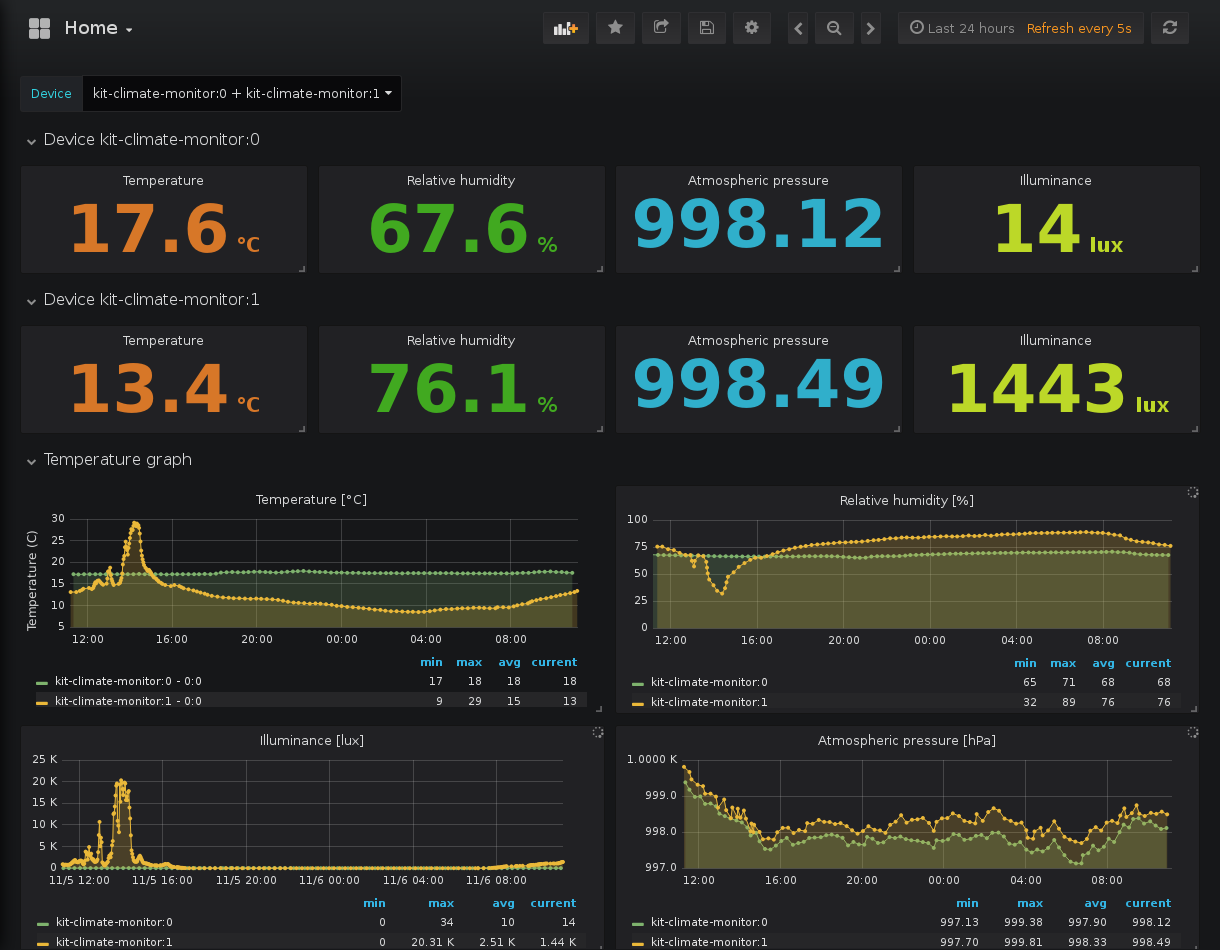 Home
Last 24 hours Refresh every 5s
Device kit-climate-monitor:0 + kit-climate-monitor:1
Device kit-climate-monitor:0
Temperature Relative humidity Atmospheric pressure Illuminance
17.6 °C 67.6 % 998.12 14 lux
Device kit-climate-monitor:1
Temperature Relative humidity Atmospheric pressure Illuminance
13.4 °C 76.1 % 998.49 1443 lux
Temperature graph
Temperature [°C]
Temperature (C)
30
25
20
15
10
5
12:00 16:00 20:00 00:00 04:00 08:00
min max avg current
kit-climate-monitor:0 - 0:0 17 18 18 18
kit-climate-monitor:1 - 0:0 9 29 15 13
Relative humidity [%]
100
75
50
25
0
12:00 16:00 20:00 00:00 04:00 08:00
min max avg current
kit-climate-monitor:0 65 71 68 68
kit-climate-monitor:1 32 89 76 76
Illuminance [lux]
25 K
20 K
15 K
10 K
5 K
0
11/5 12:00 11/5 16:00 11/5 20:00 11/6 00:00 11/6 04:00 11/6 08:00
min max avg current
kit-climate-monitor:0 0 34 10 14
kit-climate-monitor:1 0 20.31 K 2.51 K 1.44 K
Atmospheric pressure [hPa]
1.0000 K
999.0
998.0
997.0
12:00 16:00 20:00 00:00 04:00 08:00
min max avg current
kit-climate-monitor:0 997.13 999.38 997.90 998.12
kit-climate-monitor:1 997.70 999.81 998.33 998.49